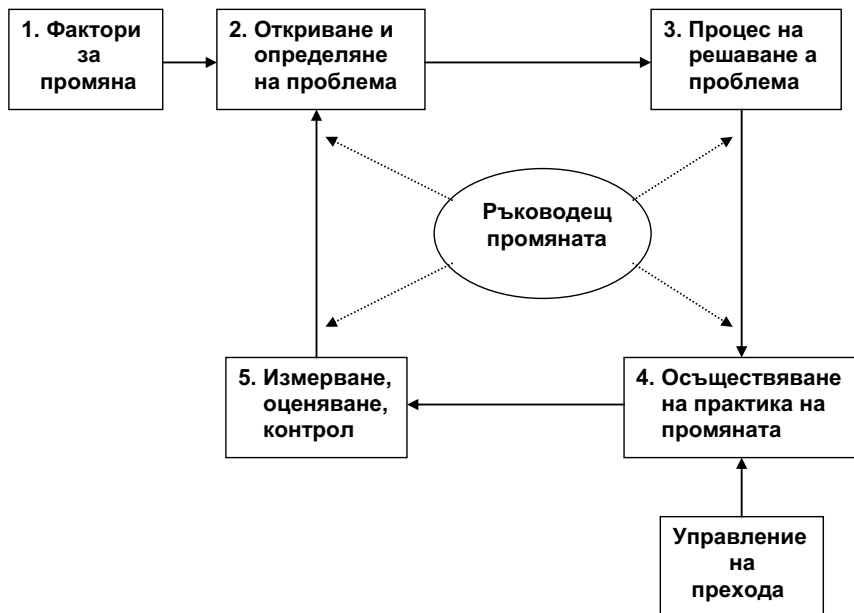 1. Фактори
за
промяна
2. Откриване и
определяне
на проблема
3. Процес на
решаване а
проблема
Ръководещ
промяната
5. Измерване,
оценяване,
контрол
4. Осъществяване
на практика на
промяната
Управление
на
прехода